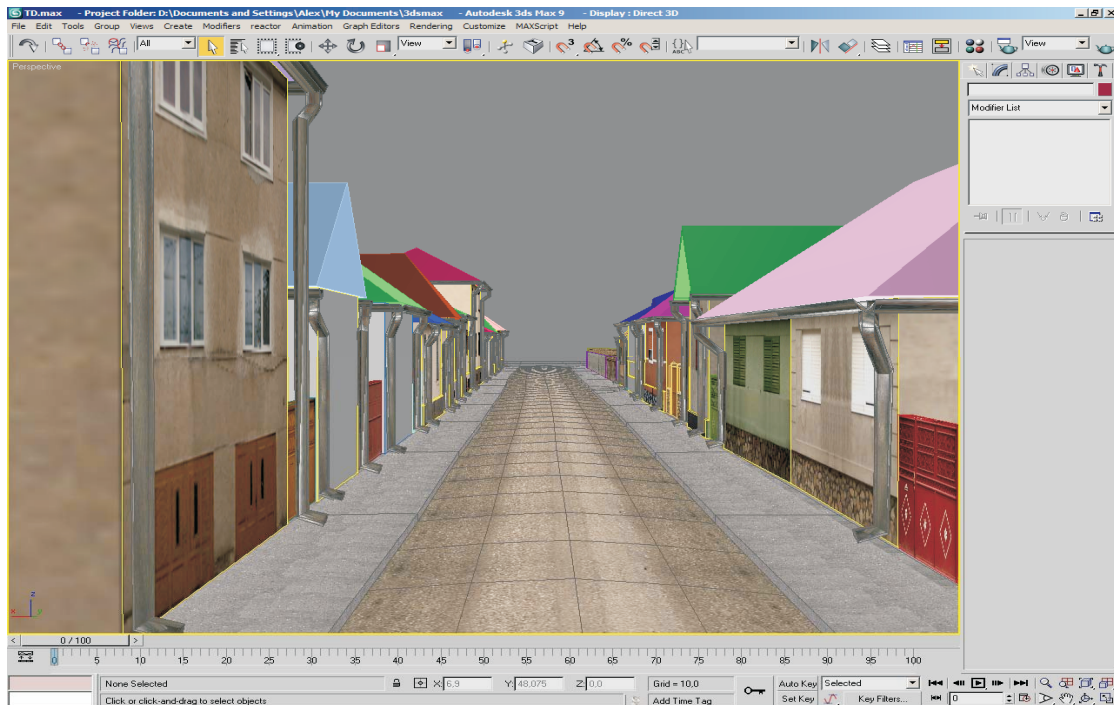 TD.max - Project Folder: D:\Documents and Settings\Alex\My Documents\3dsmax - Autodesk 3ds Max 9 - Display : Direct 3D
File Edit Tools Group Views Create Modifiers reactor Animation Graph Editors Rendering Customize MAXScript Help
All View View
Perspective
Modifier List
z
x y
< 0 / 100 >
0 5 10 15 20 25 30 35 40 45 50 55 60 65 70 75 80 85 90 95 100
None Selected X: 6,9 Y: 48,075 Z: 0,0 Grid = 10,0 Auto Key Selected
Click or click-and-drag to select objects Add Time Tag Set Key Key Filters... 0